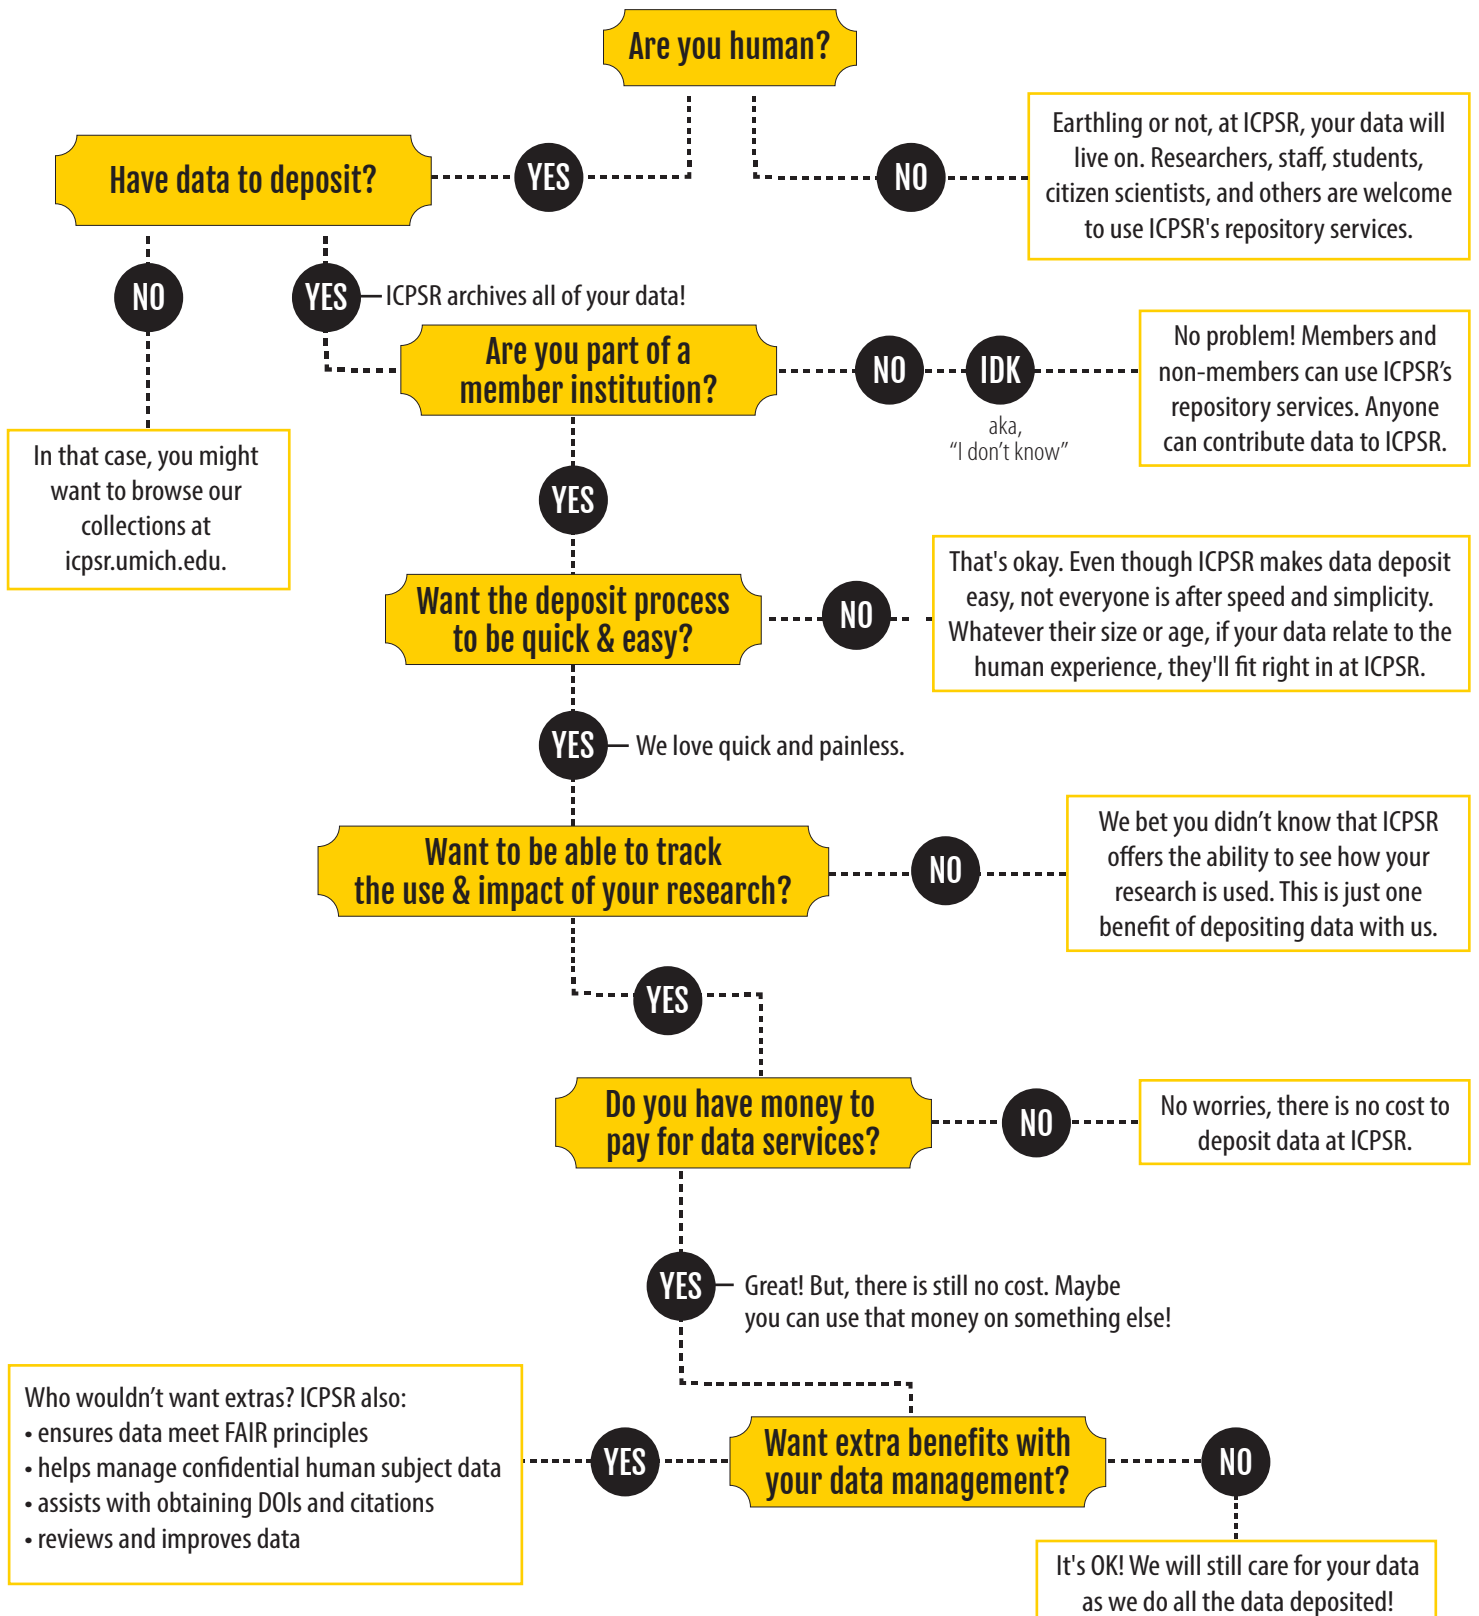 Are you human?
YES
NO
Earthling or not, at ICPSR, your data will
live on. Researchers, staff, students,
citizen scientists, and others are welcome
to use ICPSR's repository services.
Have data to deposit?
NO
In that case, you might
want to browse our
collections at
icpsr.umich.edu.
YES
ICPSR archives all of your data!
Are you part of a
member institution?
NO
IDK
aka,
“I don’t know”
No problem! Members and
non-members can use ICPSR’s
repository services. Anyone
can contribute data to ICPSR.
YES
Want the deposit process
to be quick & easy?
NO
That's okay. Even though ICPSR makes data deposit
easy, not everyone is after speed and simplicity.
Whatever their size or age, if your data relate to the
human experience, they'll fit right in at ICPSR.
YES
We love quick and painless.
Want to be able to track
the use & impact of your research?
NO
We bet you didn’t know that ICPSR
offers the ability to see how your
research is used. This is just one
benefit of depositing data with us.
YES
Do you have money to
pay for data services?
NO
No worries, there is no cost to
deposit data at ICPSR.
YES
Great! But, there is still no cost. Maybe
you can use that money on something else!
Want extra benefits with
your data management?
YES
Who wouldn’t want extras? ICPSR also:
• ensures data meet FAIR principles
• helps manage confidential human subject data
• assists with obtaining DOIs and citations
• reviews and improves data
NO
It's OK! We will still care for your data
as we do all the data deposited!